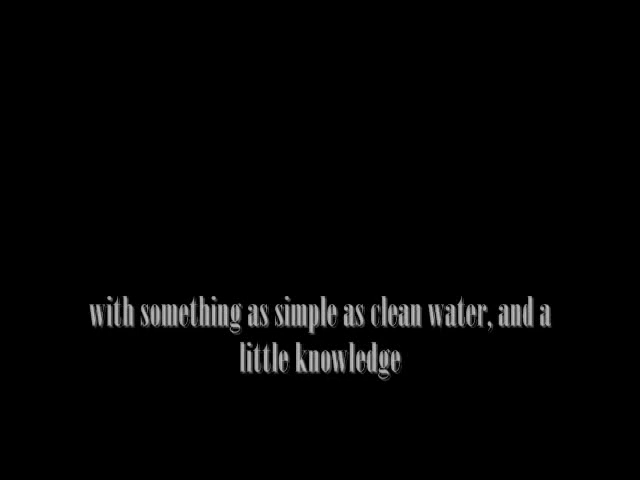 with something as simple as clean water, and a
little knowledge